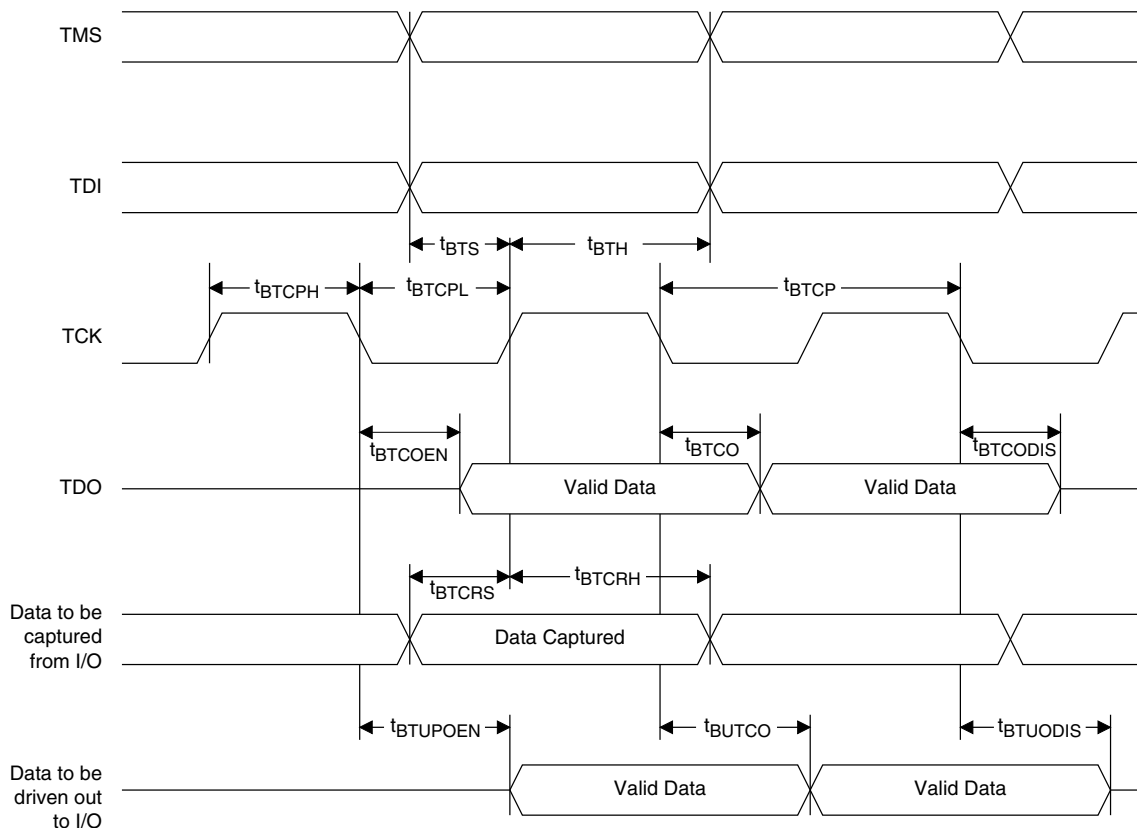 TMS
TDI
tBTS
tBTH
tBTCPH
tBTCPL
tBTCP
TCK
tBTCOEN
tBTCO
tBTCODIS
TDO
Valid Data
Valid Data
tBTCRS
tBTCRH
Data to be
captured
from I/O
Data Captured
tBTUPOEN
tBUTCO
tBTUODIS
Data to be
driven out
to I/O
Valid Data
Valid Data